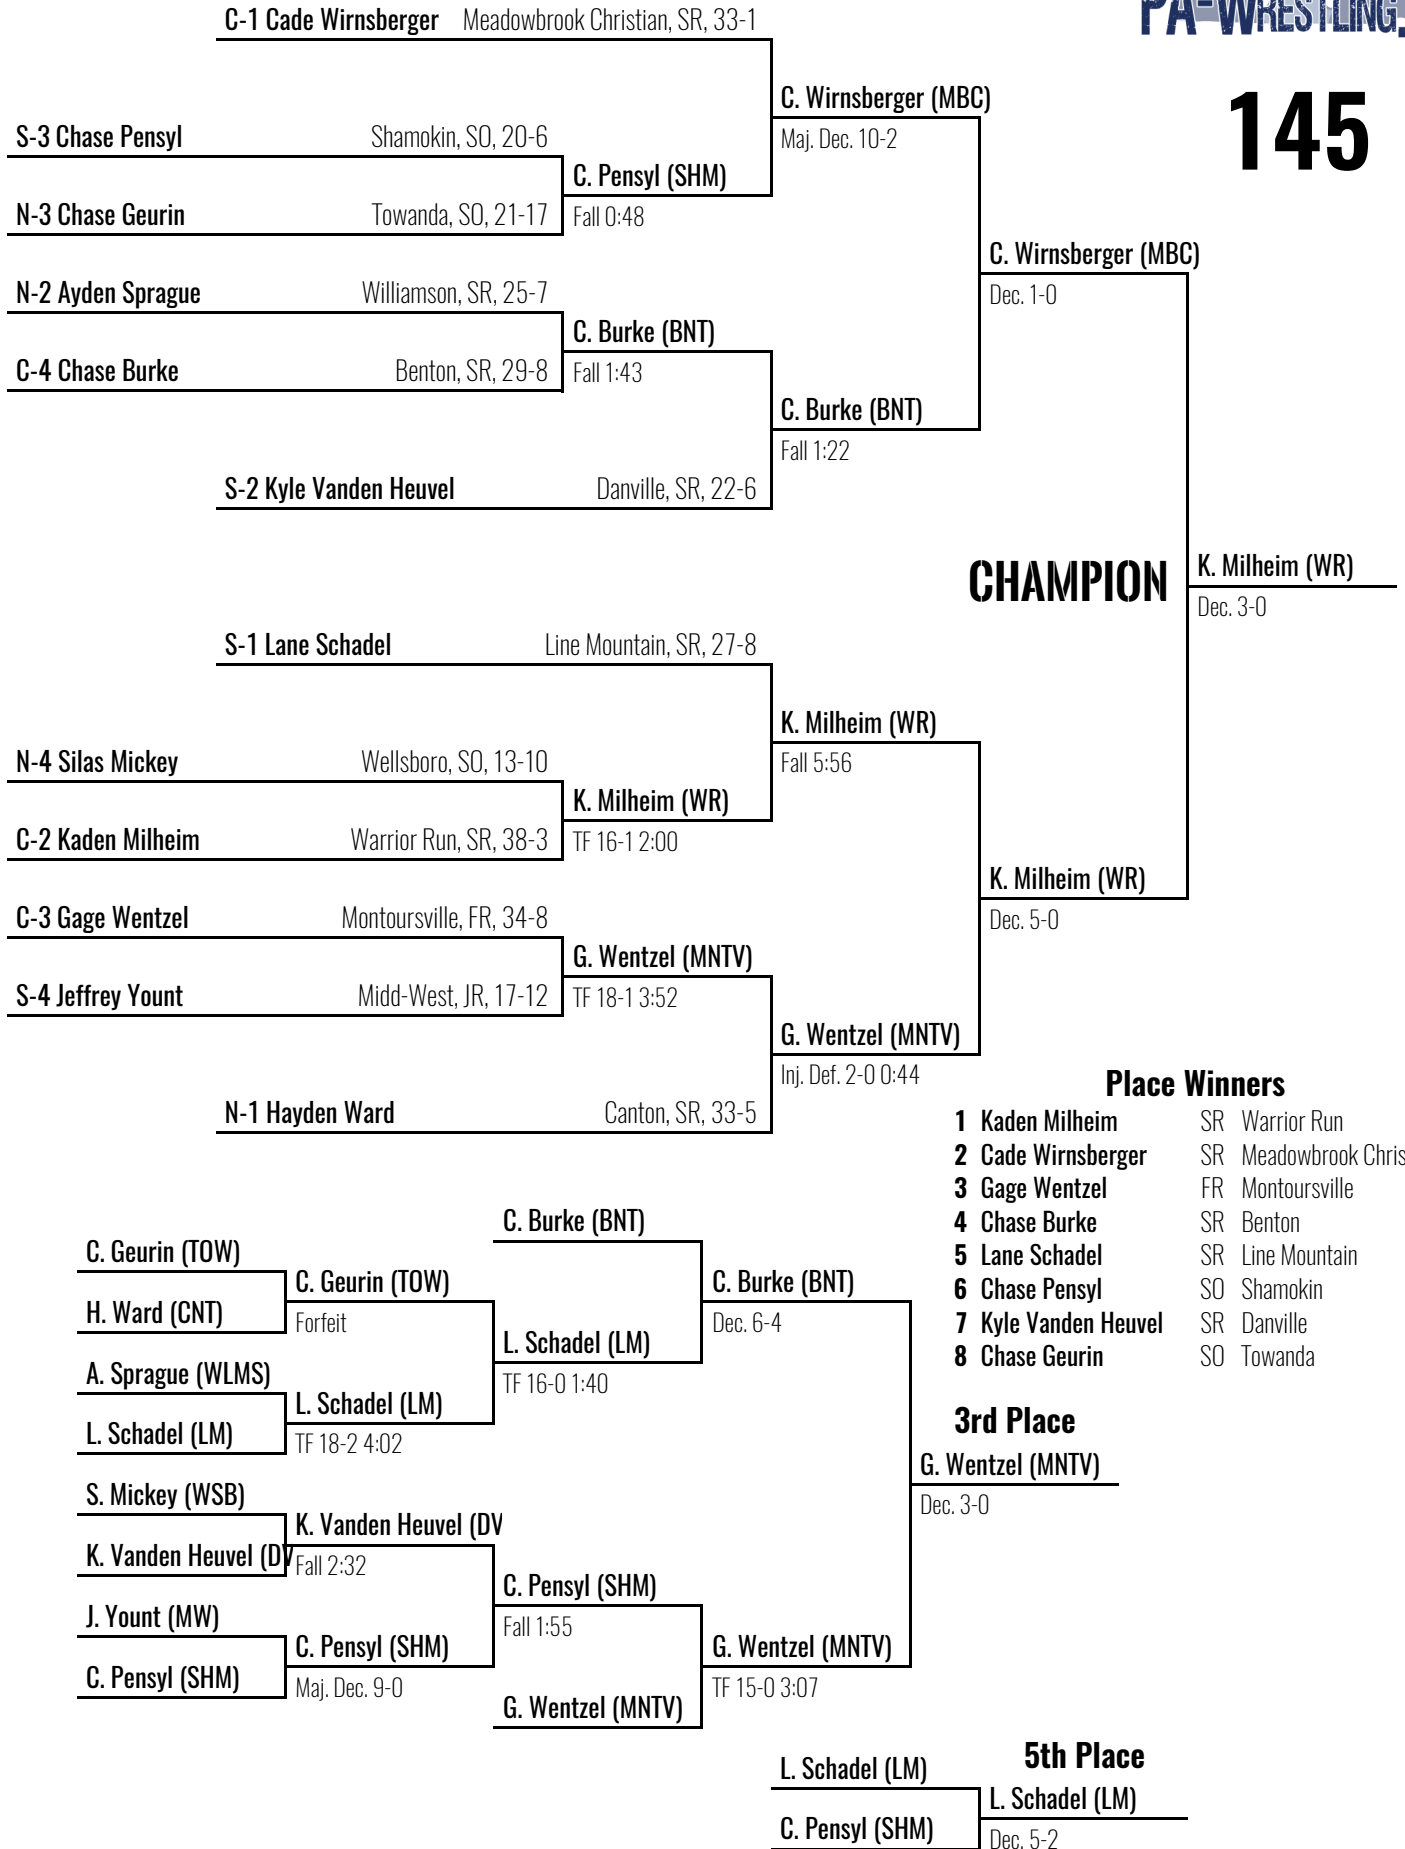 C-1 Cade Wirnsberger Meadowbrook Christian, SR, 33-1
PA-WRESTLING.
145
C. Wirnsberger (MBC)
Maj. Dec. 10-2
S-3 Chase Pensyl Shamokin, SO, 20-6
C. Pensyl (SHM)
Fall 0:48
N-3 Chase Geurin Towanda, SO, 21-17
C. Wirnsberger (MBC)
Dec. 1-0
N-2 Ayden Sprague Williamson, SR, 25-7
C. Burke (BNT)
Fall 1:43
C-4 Chase Burke Benton, SR, 29-8
C. Burke (BNT)
Fall 1:22
S-2 Kyle Vanden Heuvel Danville, SR, 22-6
CHAMPION
K. Milheim (WR)
Dec. 3-0
S-1 Lane Schadel Line Mountain, SR, 27-8
K. Milheim (WR)
Fall 5:56
N-4 Silas Mickey Wellsboro, SO, 13-10
K. Milheim (WR)
TF 16-1 2:00
C-2 Kaden Milheim Warrior Run, SR, 38-3
K. Milheim (WR)
Dec. 5-0
C-3 Gage Wentzel Montoursville, FR, 34-8
G. Wentzel (MNTV)
TF 18-1 3:52
S-4 Jeffrey Yount Midd-West, JR, 17-12
G. Wentzel (MNTV)
Inj. Def. 2-0 0:44
N-1 Hayden Ward Canton, SR, 33-5
Place Winners
1 Kaden Milheim SR Warrior Run
2 Cade Wirnsberger SR Meadowbrook Chris
3 Gage Wentzel FR Montoursville
4 Chase Burke SR Benton
5 Lane Schadel SR Line Mountain
6 Chase Pensyl SO Shamokin
7 Kyle Vanden Heuvel SR Danville
8 Chase Geurin SO Towanda
C. Burke (BNT)
C. Geurin (TOW)
C. Geurin (TOW)
Forfeit
H. Ward (CNT)
C. Burke (BNT)
Dec. 6-4
L. Schadel (LM)
TF 16-0 1:40
A. Sprague (WLMS)
L. Schadel (LM)
TF 18-2 4:02
L. Schadel (LM)
3rd Place
G. Wentzel (MNTV)
Dec. 3-0
S. Mickey (WSB)
K. Vanden Heuvel (DV
Fall 2:32
K. Vanden Heuvel (DV
C. Pensyl (SHM)
Fall 1:55
J. Yount (MW)
C. Pensyl (SHM)
Maj. Dec. 9-0
C. Pensyl (SHM)
G. Wentzel (MNTV)
TF 15-0 3:07
G. Wentzel (MNTV)
5th Place
L. Schadel (LM)
L. Schadel (LM)
Dec. 5-2
C. Pensyl (SHM)